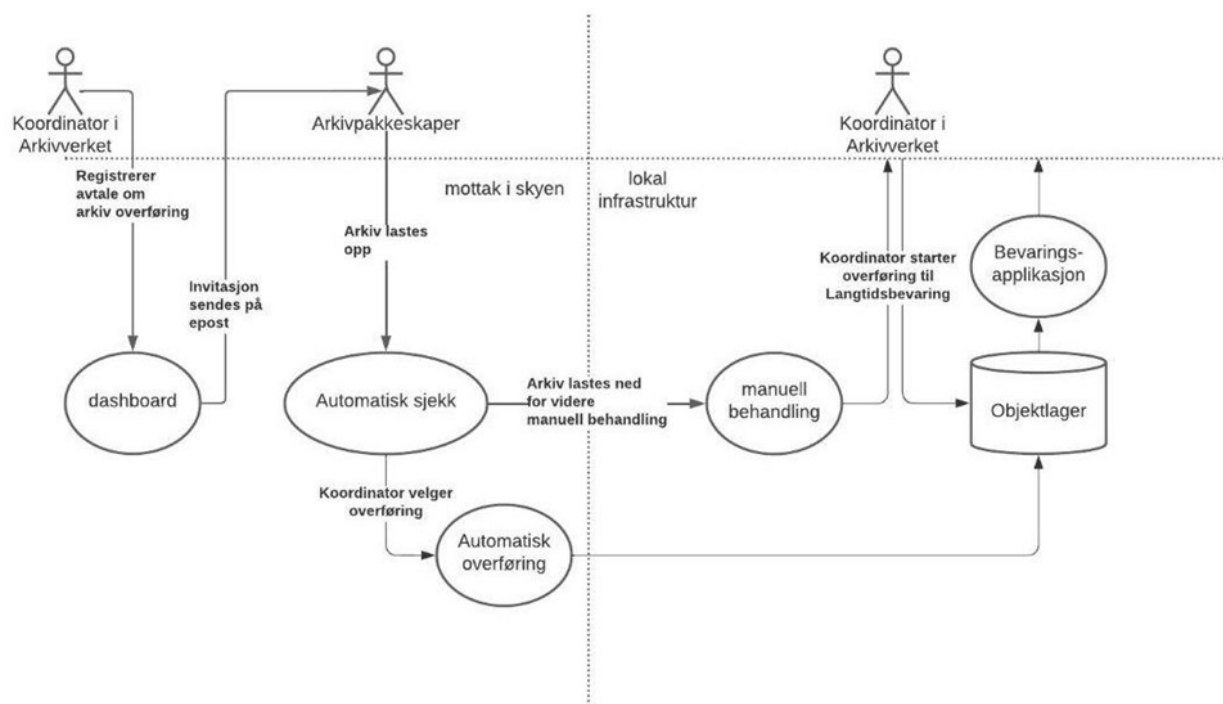 Koordinator i
Arkivverket
Arkivpakkeskaper
Koordinator i
Arkivverket
Registrerer
avtale om
arkiv overføring
mottak i skyen
lokal
infrastruktur
Arkiv lastes
opp
Invitasjon
sendes på
epost
Koordinator starter
overføring til
Langtidsbevaring
Bevarings-
applikasjon
dashboard
Automatisk sjekk
Arkiv lastes ned
for videre
manuell behandling
manuell
behandling
Objektlager
Koordinator velger
overføring
Automatisk
overføring